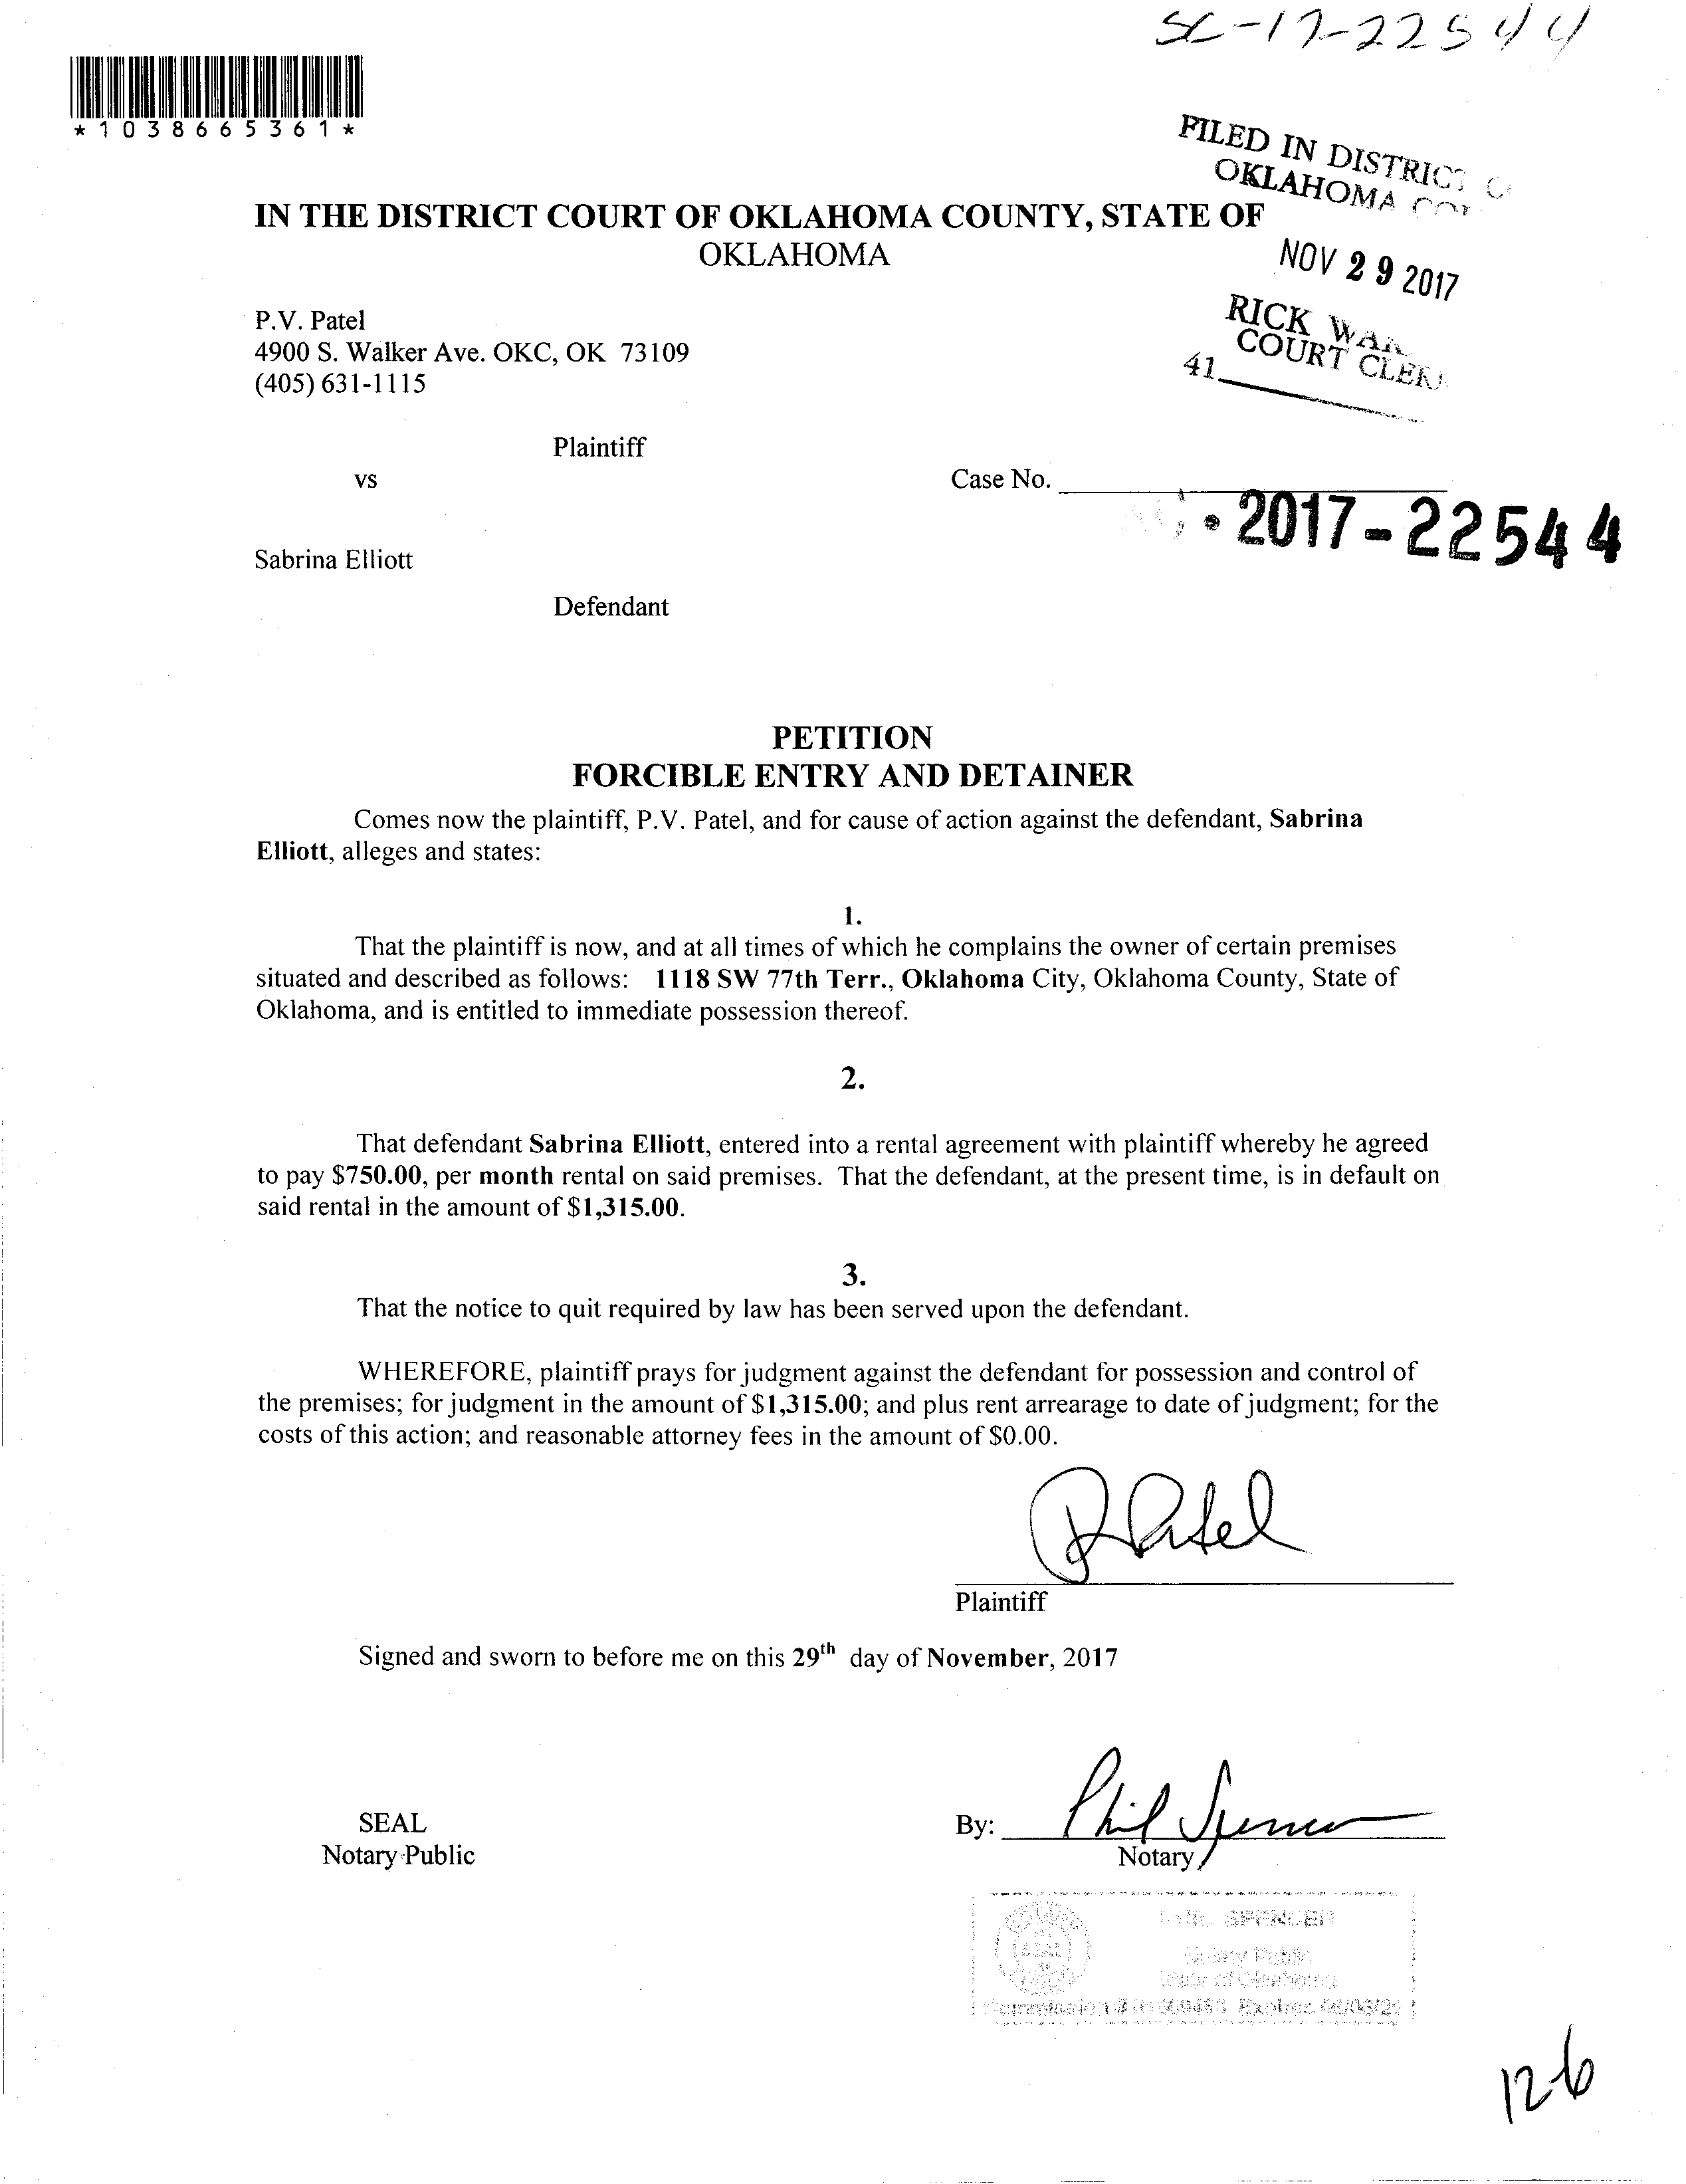 SC-17-22544
*1038665361*
FILED IN DISTRICT
OKLAHOMA
IN THE DISTRICT COURT OF OKLAHOMA COUNTY, STATE OF
OKLAHOMA
NOV 29 2017
P.V. Patel
RICK
4900 S. Walker Ave. OKC, OK 73109
COURT CLERK
(405) 631-1115
41
Plaintiff
vs
Case No.
2017-22544
Sabrina Elliott
Defendant
PETITION
FORCIBLE ENTRY AND DETAINER
Comes now the plaintiff, P.V. Patel, and for cause of action against the defendant, Sabrina
Elliott, alleges and states:
1.
That the plaintiff is now, and at all times of which he complains the owner of certain premises
situated and described as follows: 1118 SW 77th Terr., Oklahoma City, Oklahoma County, State of
Oklahoma, and is entitled to immediate possession thereof.
2.
That defendant Sabrina Elliott, entered into a rental agreement with plaintiff whereby he agreed
to pay $750.00, per month rental on said premises. That the defendant, at the present time, is in default on
said rental in the amount of $1,315.00.
3.
That the notice to quit required by law has been served upon the defendant.
WHEREFORE, plaintiff prays for judgment against the defendant for possession and control of
the premises; for judgment in the amount of $1,315.00; and plus rent arrearage to date of judgment; for the
costs of this action; and reasonable attorney fees in the amount of $0.00.
P Patel
Plaintiff
Signed and sworn to before me on this 29th day of November, 2017
SEAL
Notary Public
By: Phil Spencer
Notary
SPENCER
Notary Public
State of Oklahoma
Expires
126